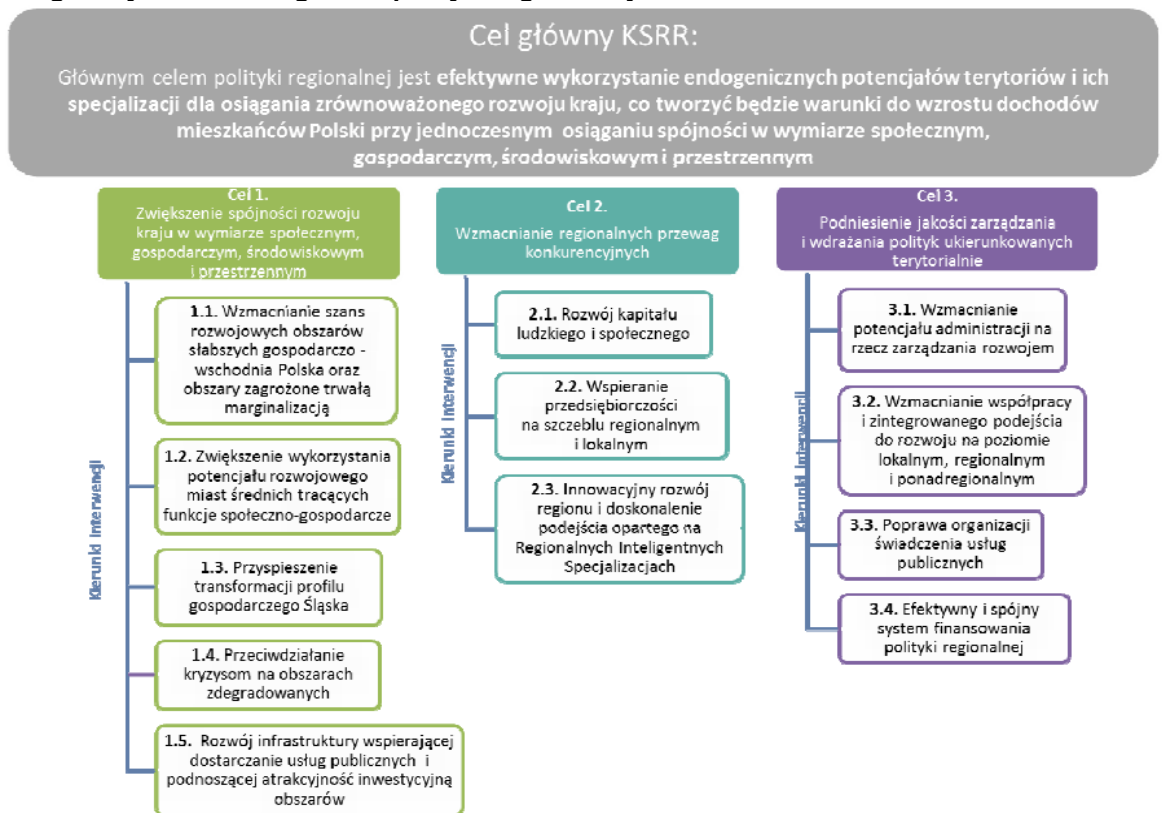 Cel główny KSRR:
Głównym celem polityki regionalnej jest efektywne wykorzystanie endogenicznych potencjałów terytoriów i ich
specjalizacji dla osiągania zrównoważonego rozwoju kraju, co tworzyć będzie warunki do wzrostu dochodów
mieszkańców Polski przy jednoczesnym osiąganiu spójności w wymiarze społecznym,
gospodarczym, środowiskowym i przestrzennym
Cel 1.
Zwiększenie spójności rozwoju
kraju w wymiarze społecznym,
gospodarczym, środowiskowym
i przestrzennym
Kierunki interwencji
1.1. Wzmacnianie szans
rozwojowych obszarów
słabszych gospodarczo -
wschodnia Polska oraz
obszary zagrożone trwałą
marginalizacją
1.2. Zwiększenie wykorzystania
potencjału rozwojowego
miast średnich tracących
funkcje społeczno-gospodarcze
1.3. Przyspieszenie
transformacji profilu
gospodarczego Śląska
1.4. Przeciwdziałanie
kryzysom na obszarach
zdegradowanych
1.5. Rozwój infrastruktury wspierającej
dostarczanie usług publicznych i
podnoszącej atrakcyjność inwestycyjną
obszarów
Cel 2.
Wzmacnianie regionalnych przewag
konkurencyjnych
Kierunki interwencji
2.1. Rozwój kapitału
ludzkiego i społecznego
2.2. Wspieranie
przedsiębiorczości
na szczeblu regionalnym
i lokalnym
2.3. Innowacyjny rozwój
regionu i doskonalenie
podejścia opartego na
Regionalnych Inteligentnych
Specjalizacjach
Cel 3.
Podniesienie jakości zarządzania
i wdrażania polityk ukierunkowanych
terytorialnie
Kierunki interwencji
3.1. Wzmacnianie
potencjału administracji na
rzecz zarządzania rozwojem
3.2. Wzmacnianie współpracy
i zintegrowanego podejścia
do rozwoju na poziomie
lokalnym, regionalnym
i ponadregionalnym
3.3. Poprawa organizacji
świadczenia usług
publicznych
3.4. Efektywny i spójny
system finansowania
polityki regionalnej